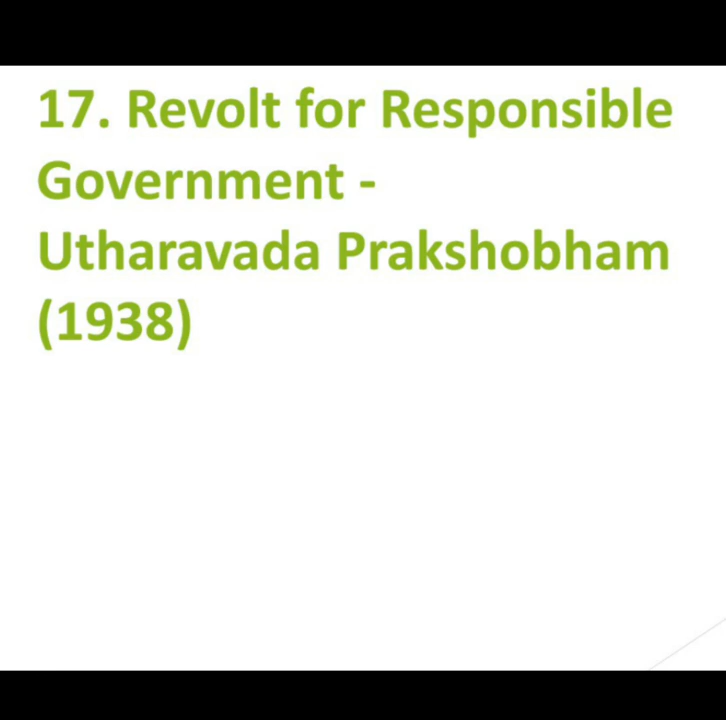 17. Revolt for Responsible
Government -
Utharavada Prakshobham
(1938)